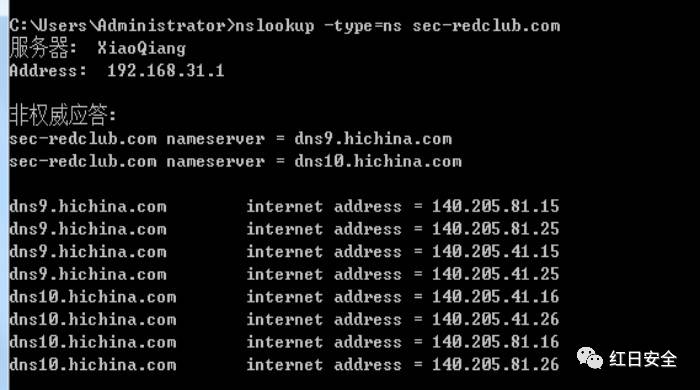 C:\Users\Administrator>nslookup -type=ns sec-redclub.com
服务器:  XiaoQiang
Address:  192.168.31.1
非权威应答:
sec-redclub.com nameserver = dns9.hichina.com
sec-redclub.com nameserver = dns10.hichina.com
dns9.hichina.com        internet address = 140.205.81.15
dns9.hichina.com        internet address = 140.205.81.25
dns9.hichina.com        internet address = 140.205.41.15
dns9.hichina.com        internet address = 140.205.41.25
dns10.hichina.com       internet address = 140.205.41.16
dns10.hichina.com       internet address = 140.205.41.26
dns10.hichina.com       internet address = 140.205.81.16
dns10.hichina.com       internet address = 140.205.81.26
红日安全